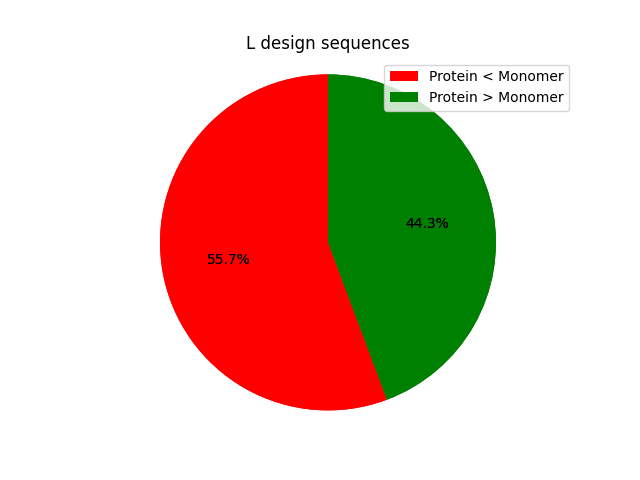 L design sequences
Protein < Monomer
Protein > Monomer
44.3%
55.7%